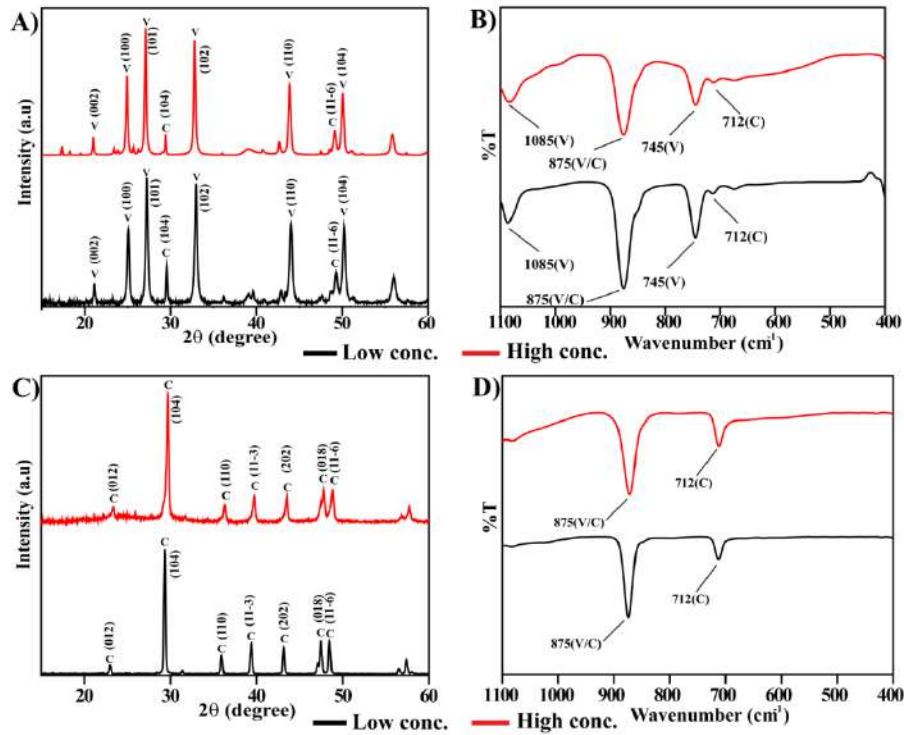 A)
Intensity (a.u)
V (002)
V (100)
V (101)
C (104)
V (102)
V (110)
C (11-6)
V (104)
V (002)
V (100)
V (101)
C (104)
V (102)
V (110)
C (11-6)
V (104)
20 30 40 50 60
2θ (degree)
B)
%T
1085(V)
875(V/C)
745(V)
712(C)
1085(V)
875(V/C)
745(V)
712(C)
1100 1000 900 800 700 600 500 400
Wavenumber (cm¹)
Low conc. High conc.
C)
Intensity (a.u)
C (012)
C (104)
C (110)
C (11-3)
C (202)
C (018)
C (11-6)
C (012)
C (104)
C (110)
C (11-3)
C (202)
C (018)
C (11-6)
20 30 40 50 60
2θ (degree)
D)
%T
875(V/C)
712(C)
875(V/C)
712(C)
1100 1000 900 800 700 600 500 400
Wavenumber (cm¹)
Low conc. High conc.